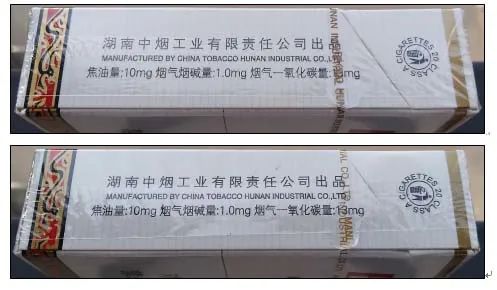 湖南中烟工业有限责任公司出品
MANUFACTURED BY CHINA TOBACCO HUNAN INDUSTRIAL CO.,LTD
焦油量:10mg 烟气烟碱量:1.0mg 烟气一氧化碳量:13mg
CIGARETTES 20 CLASS A
湖南中烟工业有限责任公司出品
MANUFACTURED BY CHINA TOBACCO HUNAN INDUSTRIAL CO.,LTD
焦油量:10mg 烟气烟碱量:1.0mg 烟气一氧化碳量:13mg
CIGARETTES 20 CLASS A